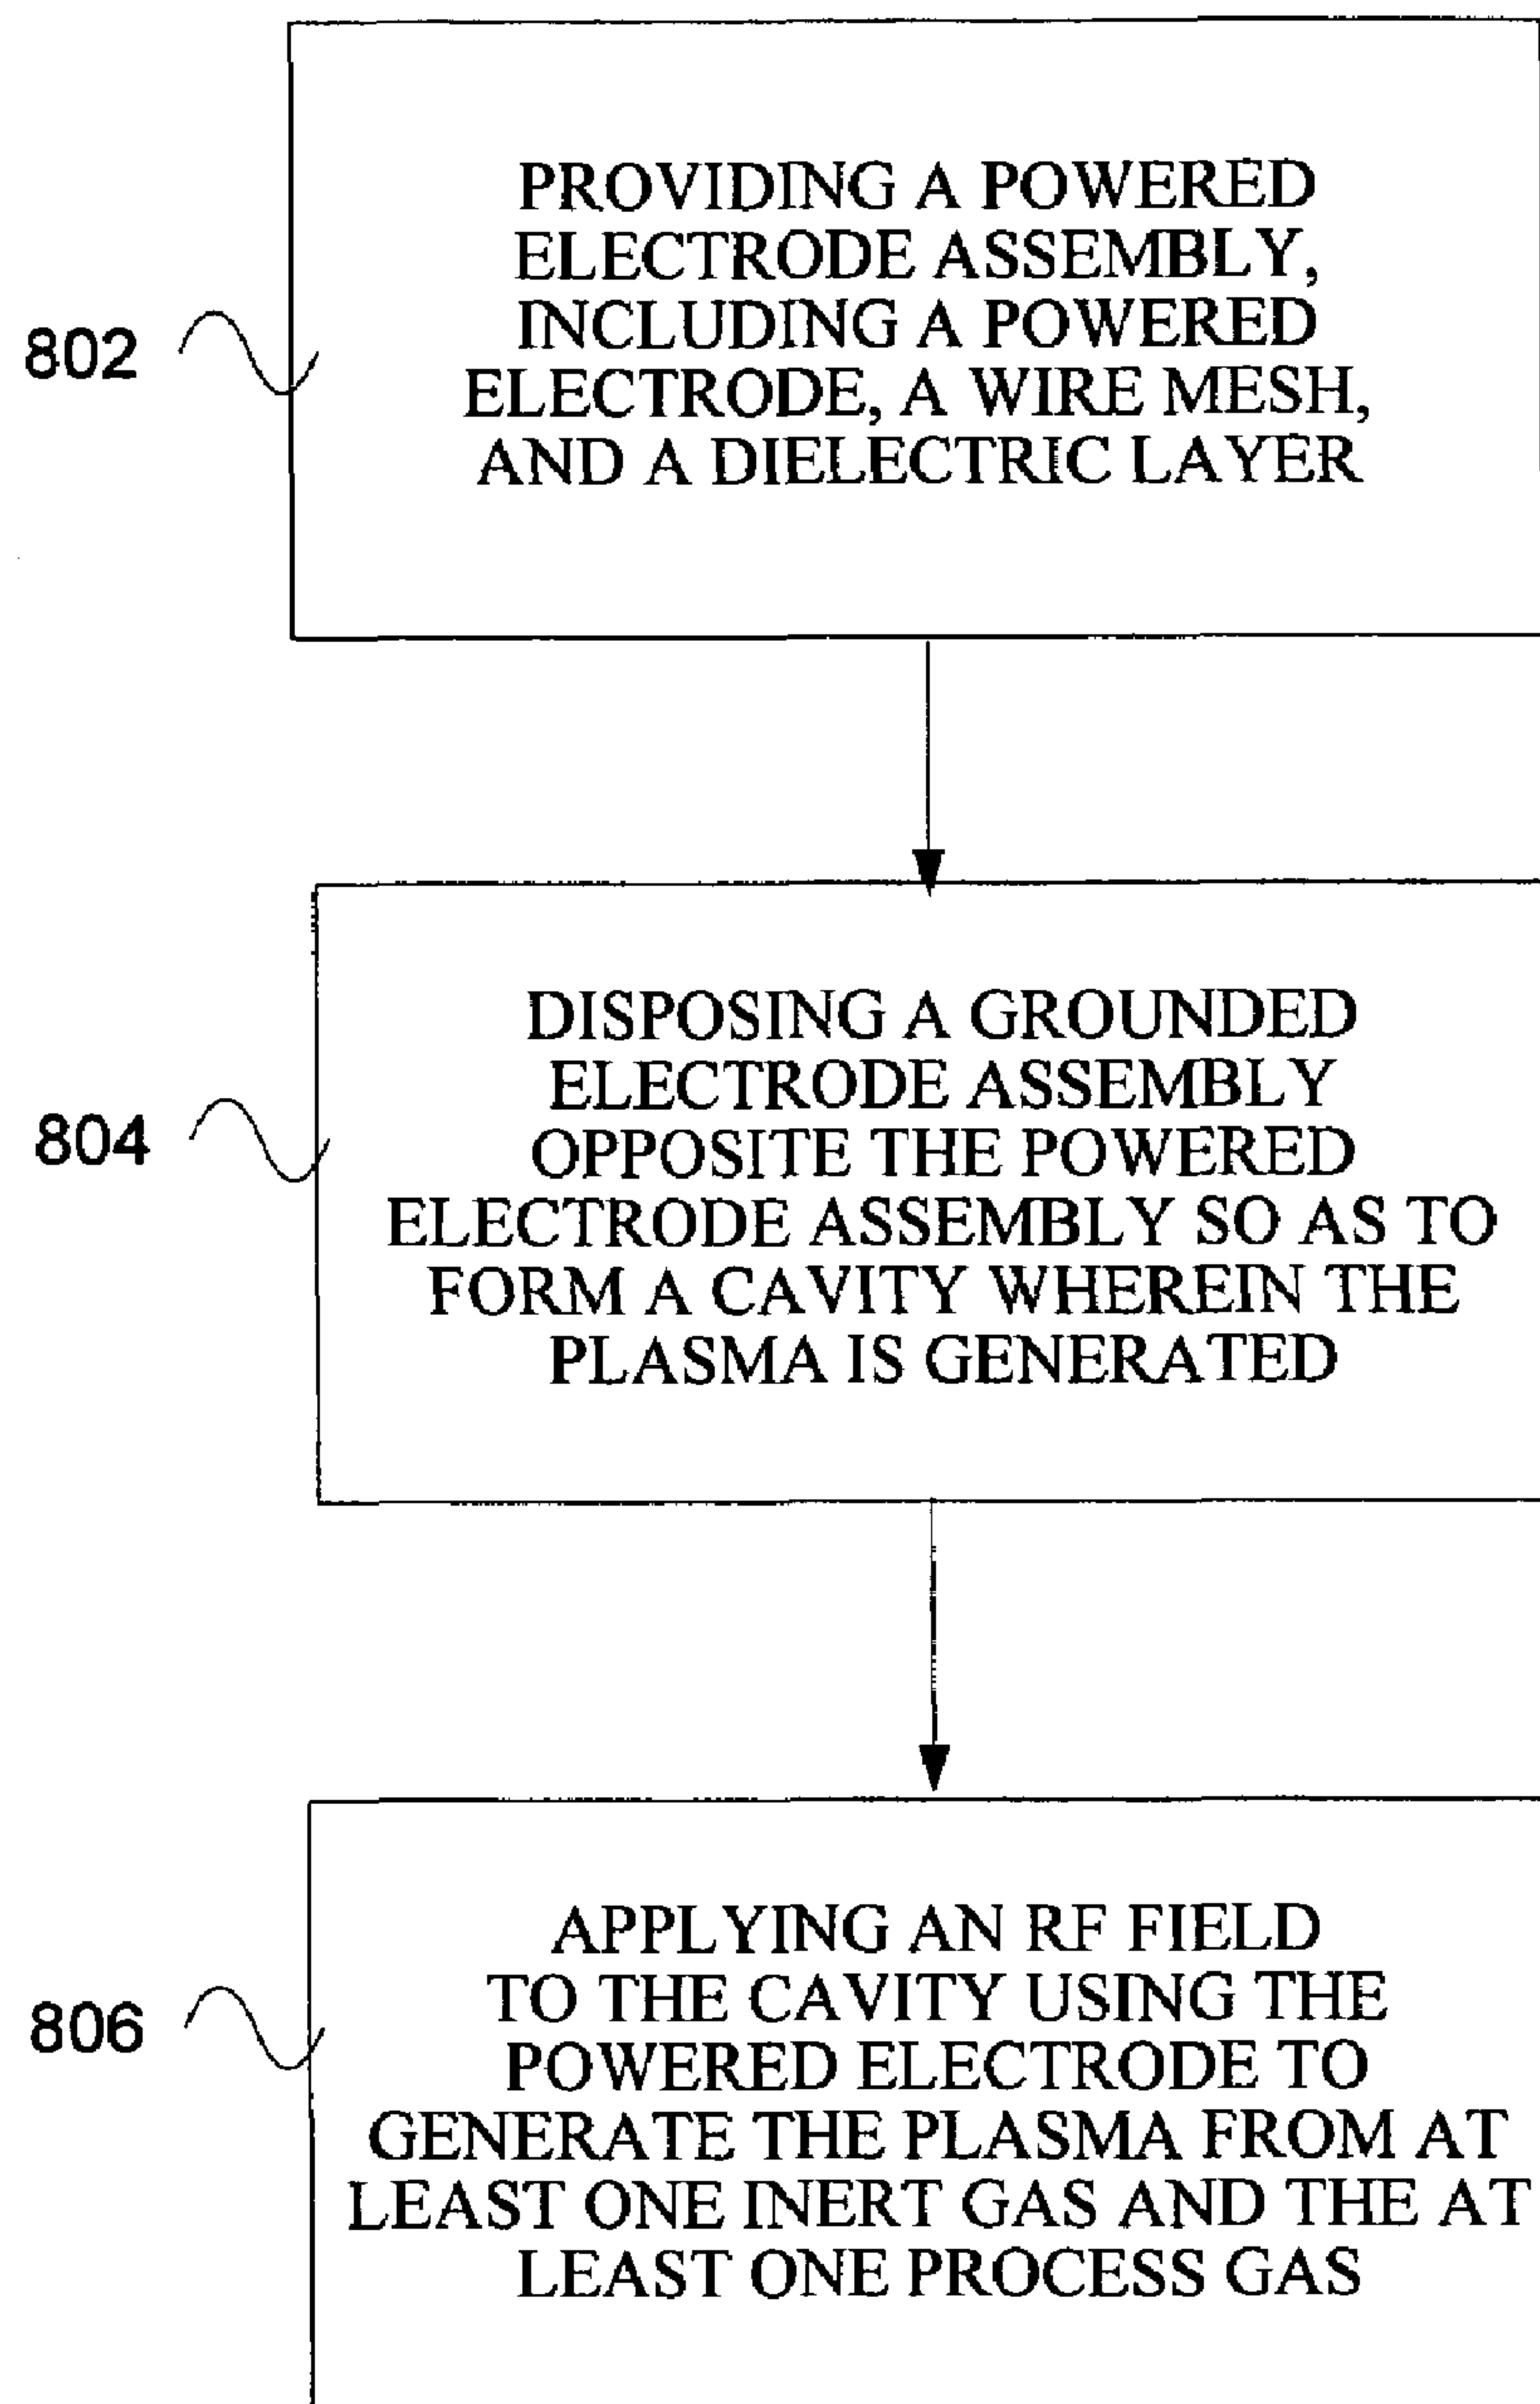 802
PROVIDING A POWERED
ELECTRODE ASSEMBLY,
INCLUDING A POWERED
ELECTRODE, A WIRE MESH,
AND A DIELECTRIC LAYER
804
DISPOSING A GROUNDED
ELECTRODE ASSEMBLY
OPPOSITE THE POWERED
ELECTRODE ASSEMBLY SO AS TO
FORM A CAVITY WHEREIN THE
PLASMA IS GENERATED
806
APPLYING AN RF FIELD
TO THE CAVITY USING THE
POWERED ELECTRODE TO
GENERATE THE PLASMA FROM AT
LEAST ONE INERT GAS AND THE AT
LEAST ONE PROCESS GAS